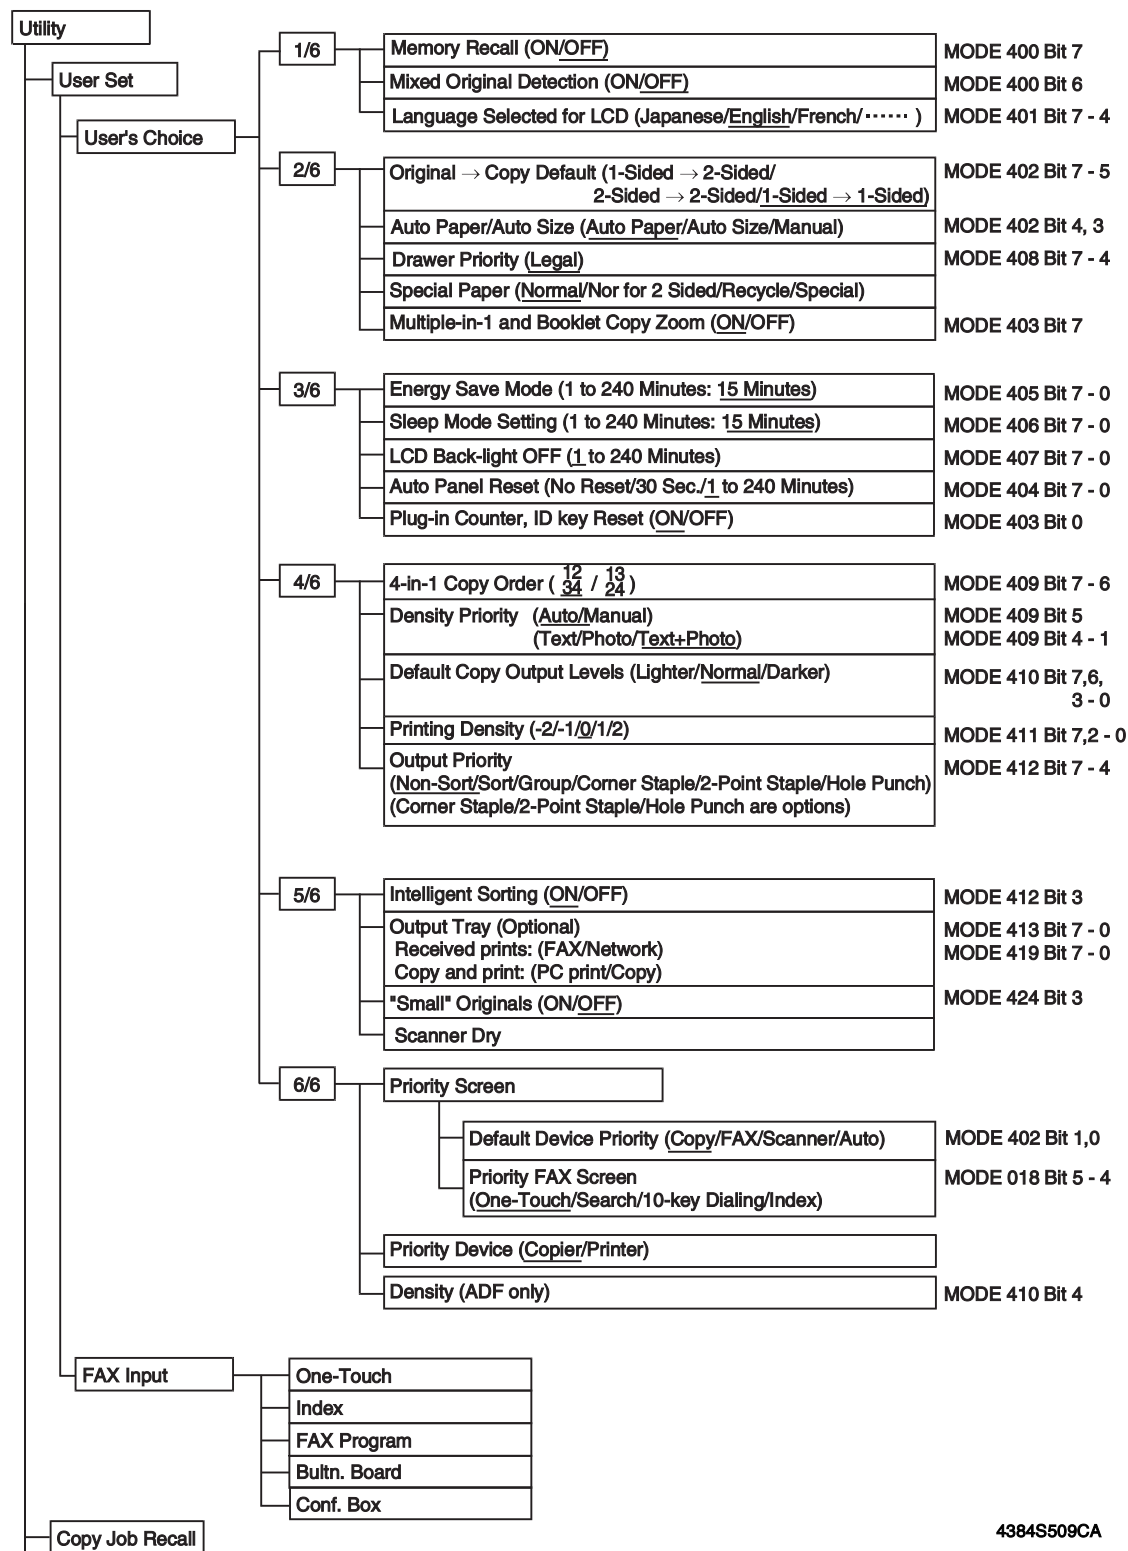 Utility
User Set
User's Choice
1/6
Memory Recall (ON/OFF)
MODE 400 Bit 7
Mixed Original Detection (ON/OFF)
MODE 400 Bit 6
Language Selected for LCD (Japanese/English/French/ ······ )
MODE 401 Bit 7 - 4
2/6
Original → Copy Default (1-Sided → 2-Sided/
2-Sided → 2-Sided/1-Sided → 1-Sided)
MODE 402 Bit 7 - 5
Auto Paper/Auto Size (Auto Paper/Auto Size/Manual)
MODE 402 Bit 4, 3
Drawer Priority (Legal)
MODE 408 Bit 7 - 4
Special Paper (Normal/Nor for 2 Sided/Recycle/Special)
Multiple-in-1 and Booklet Copy Zoom (ON/OFF)
MODE 403 Bit 7
3/6
Energy Save Mode (1 to 240 Minutes: 15 Minutes)
MODE 405 Bit 7 - 0
Sleep Mode Setting (1 to 240 Minutes: 15 Minutes)
MODE 406 Bit 7 - 0
LCD Back-light OFF (1 to 240 Minutes)
MODE 407 Bit 7 - 0
Auto Panel Reset (No Reset/30 Sec./1 to 240 Minutes)
MODE 404 Bit 7 - 0
Plug-in Counter, ID key Reset (ON/OFF)
MODE 403 Bit 0
4/6
4-in-1 Copy Order ( 12 34 / 13 24 )
MODE 409 Bit 7 - 6
Density Priority (Auto/Manual)
MODE 409 Bit 5
(Text/Photo/Text+Photo)
MODE 409 Bit 4 - 1
Default Copy Output Levels (Lighter/Normal/Darker)
MODE 410 Bit 7,6,
3 - 0
Printing Density (-2/-1/0/1/2)
MODE 411 Bit 7,2 - 0
Output Priority
(Non-Sort/Sort/Group/Corner Staple/2-Point Staple/Hole Punch)
(Corner Staple/2-Point Staple/Hole Punch are options)
MODE 412 Bit 7 - 4
5/6
Intelligent Sorting (ON/OFF)
MODE 412 Bit 3
Output Tray (Optional)
MODE 413 Bit 7 - 0
Received prints: (FAX/Network)
MODE 419 Bit 7 - 0
Copy and print: (PC print/Copy)
"Small" Originals (ON/OFF)
MODE 424 Bit 3
Scanner Dry
6/6
Priority Screen
Default Device Priority (Copy/FAX/Scanner/Auto)
MODE 402 Bit 1,0
Priority FAX Screen
(One-Touch/Search/10-key Dialing/Index)
MODE 018 Bit 5 - 4
Priority Device (Copier/Printer)
Density (ADF only)
MODE 410 Bit 4
FAX Input
One-Touch
Index
FAX Program
Bultn. Board
Conf. Box
Copy Job Recall
4384S509CA